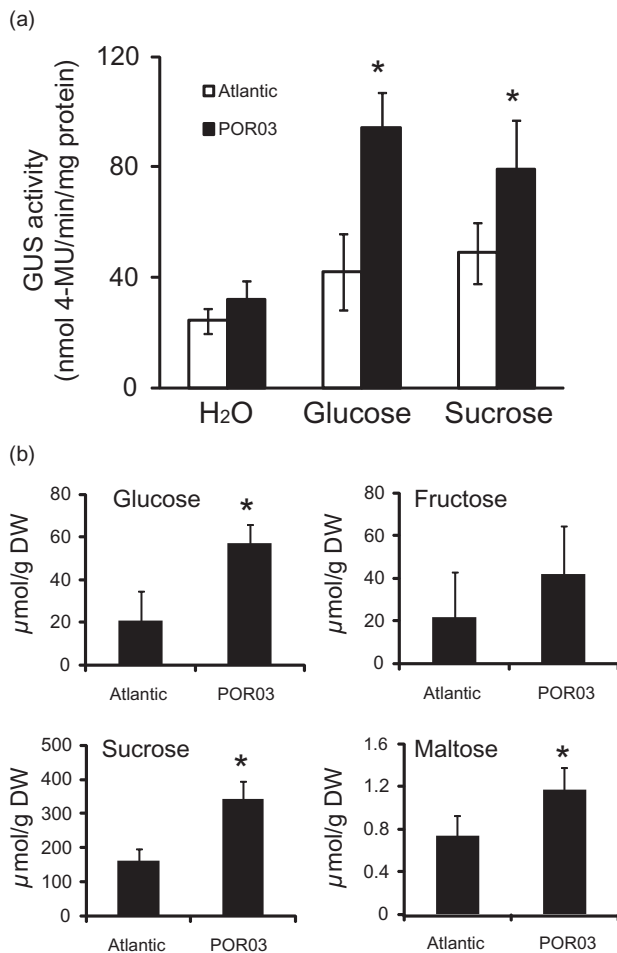 (a)
GUS activity
(nmol 4-MU/min/mg protein)
120
80
40
0
Atlantic
POR03
*
*
H2O Glucose Sucrose
(b)
Glucose
µmol/g DW
80
60
40
20
0
*
Atlantic POR03
Fructose
µmol/g DW
80
60
40
20
0
Atlantic POR03
Sucrose
µmol/g DW
500
400
300
200
100
0
*
Atlantic POR03
Maltose
µmol/g DW
1.6
1.2
0.8
0.4
0
*
Atlantic POR03